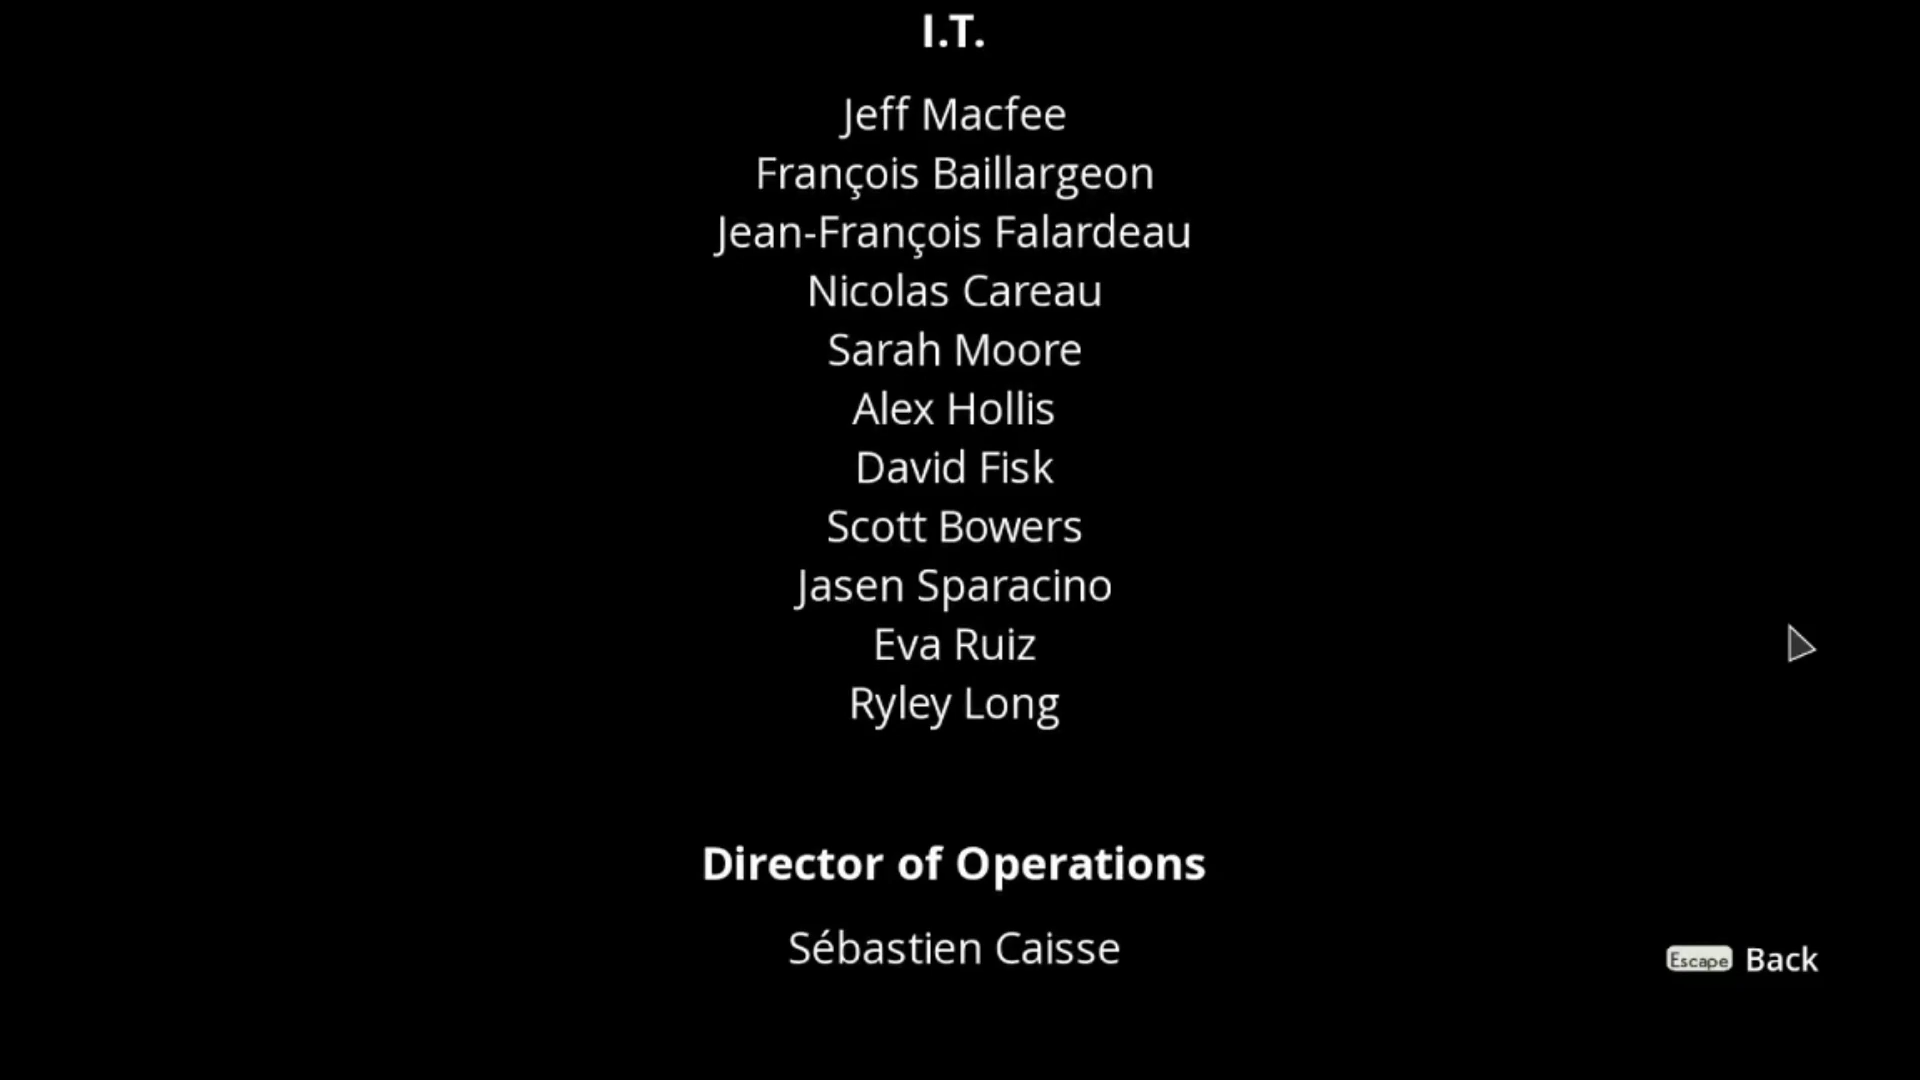 I.T.
Jeff Macfee
François Baillargeon
Jean-François Falardeau
Nicolas Careau
Sarah Moore
Alex Hollis
David Fisk
Scott Bowers
Jasen Sparacino
Eva Ruiz
Ryley Long
Director of Operations
Sébastien Caisse
Escape Back